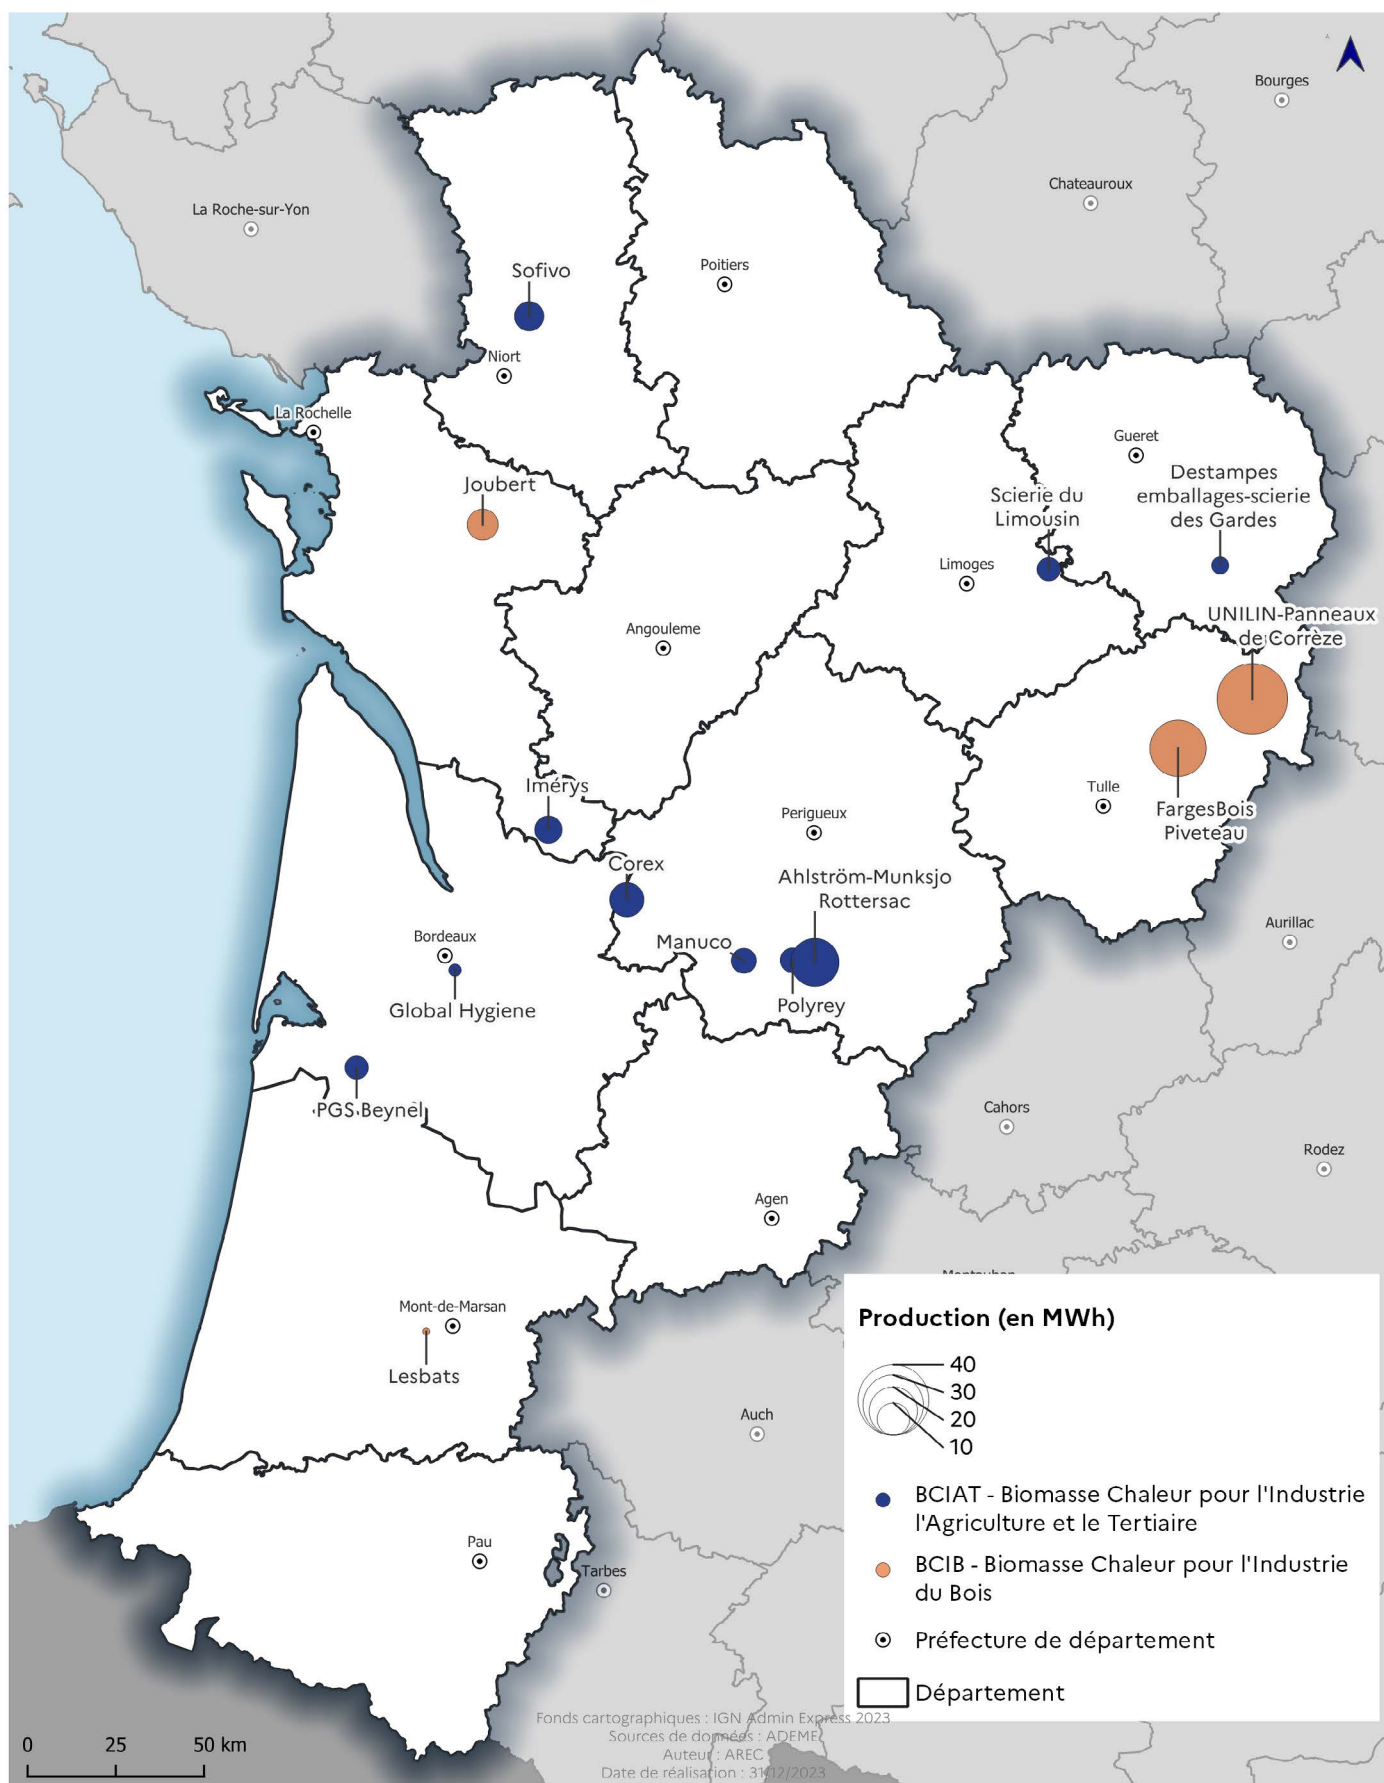 Bourges
Chateauroux
La Roche-sur-Yon
Sofivo
Poitiers
Niort
La Rochelle
Gueret
Joubert
Destampes
emballages-scierie
des Gardes
Scierie du
Limousin
Limoges
UNILIN-Panneaux
de Corrèze
Angouleme
Imérys
Tulle
FargesBois
Piveteau
Perigueux
Corex
Ahlström-Munksjo
Rottersac
Aurillac
Bordeaux
Manuco
Global Hygiene
Polyrey
PGS Beynel
Cahors
Rodez
Agen
Montauban
Mont-de-Marsan
Lesbats
Auch
Pau
Tarbes
Production (en MWh)
40
30
20
10
BCIAT - Biomasse Chaleur pour l'Industrie
l'Agriculture et le Tertiaire
BCIB - Biomasse Chaleur pour l'Industrie
du Bois
Préfecture de département
Département
Fonds cartographiques : IGN Admin Express 2023
Sources de données : ADEME
Auteur : AREC
Date de réalisation : 31/12/2023
0 25 50 km